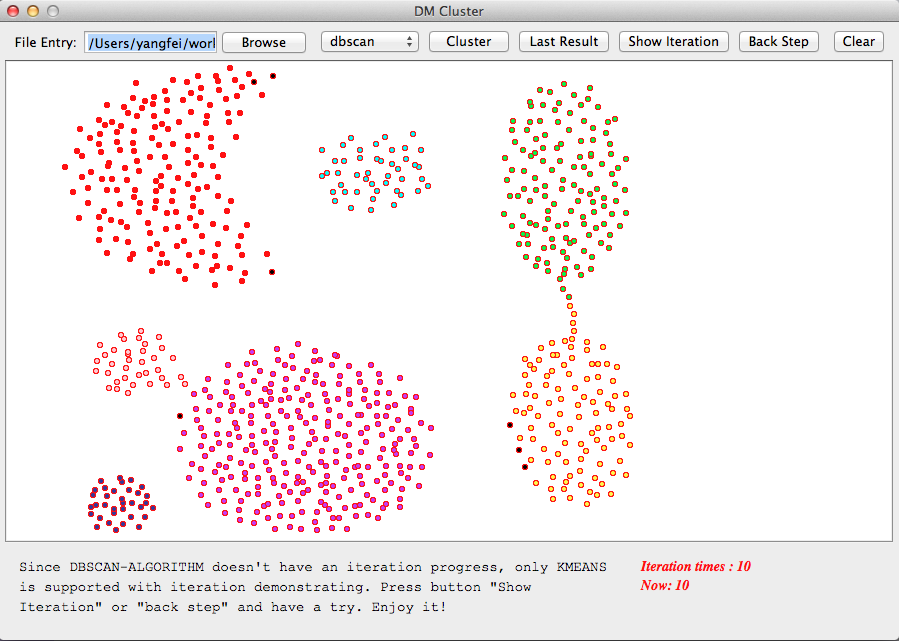 DM Cluster
File Entry: /Users/yangfei/worl Browse dbscan Cluster Last Result Show Iteration Back Step Clear
Since DBSCAN-ALGORITHM doesn't have an iteration progress, only KMEANS
is supported with iteration demonstrating. Press button "Show
Iteration" or "back step" and have a try. Enjoy it!
Iteration times : 10
Now: 10